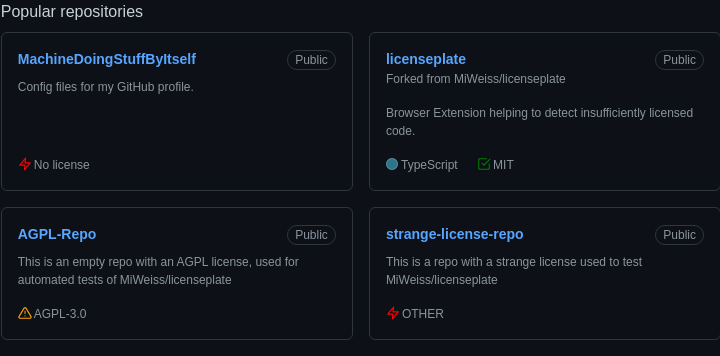 Popular repositories
MachineDoingStuffByItself
Public
Config files for my GitHub profile.
No license
licenseplate
Public
Forked from MiWeiss/licenseplate
Browser Extension helping to detect insufficiently licensed
code.
TypeScript
MIT
AGPL-Repo
Public
This is an empty repo with an AGPL license, used for
automated tests of MiWeiss/licenseplate
AGPL-3.0
strange-license-repo
Public
This is a repo with a strange license used to test
MiWeiss/licenseplate
OTHER